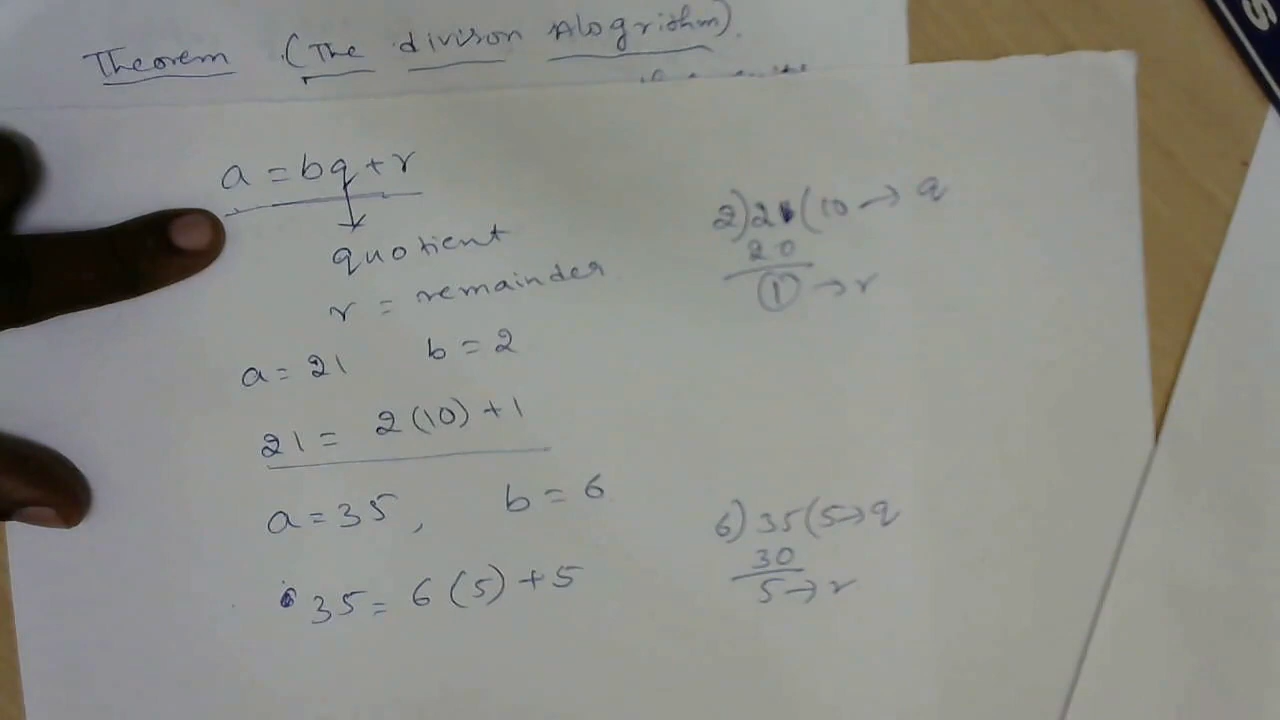 Theorem (The divison Alogrithm).
a = bq + r
quotient
r = remainder
a = 21 b = 2
21 = 2(10) + 1
a = 35, b = 6
35 = 6(5) + 5
2)21(10 → q
20
1 → r
6)35(5 → q
30
5 → r
S